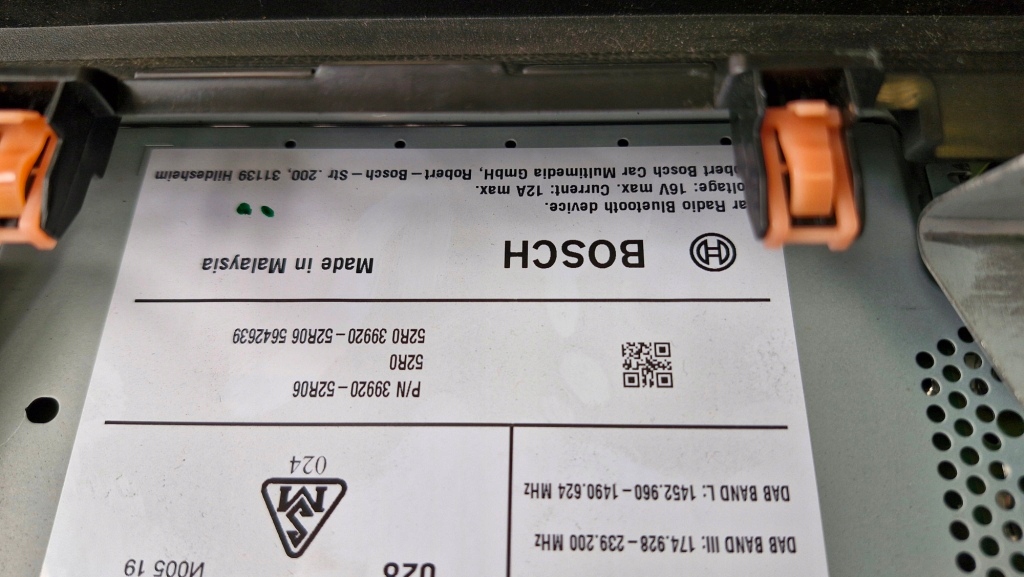 DAB BAND III: 174.928–239.200 MHz
DAB BAND L: 1452.960–1490.624 MHz
024
P/N 39920–52R06
52R0
52R0 39920–52R06 5642639
BOSCH
Made in Malaysia
ar Radio Bluetooth device.
oltage: 16V max. Current: 12A max.
obert Bosch Car Multimedia GmbH, Robert–Bosch–Str .200, 31139 Hildesheim